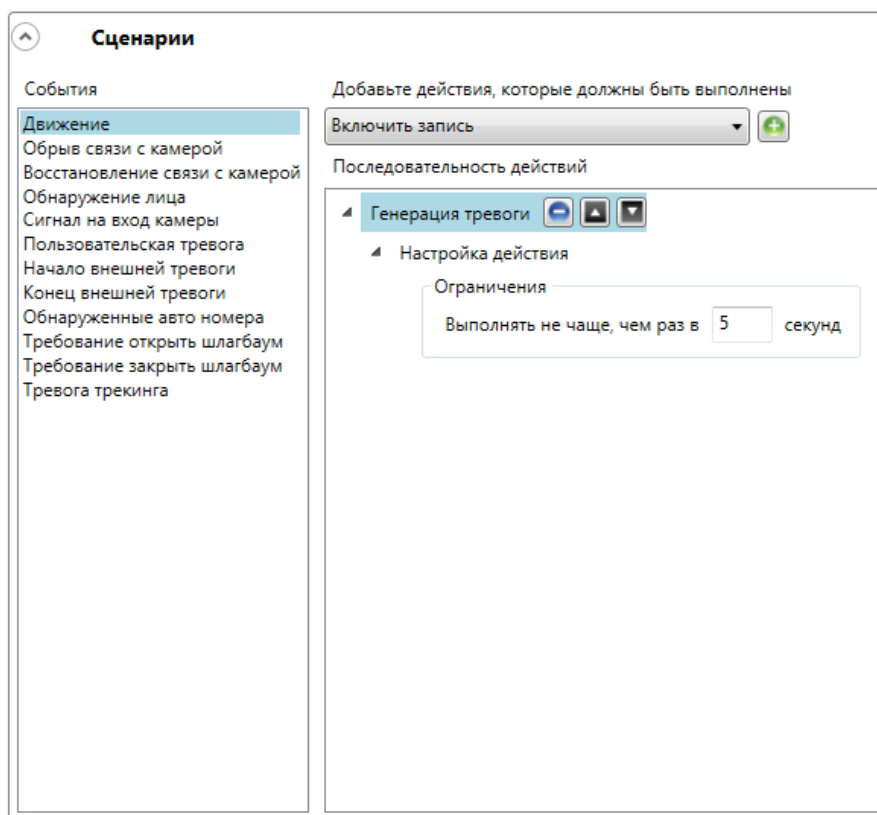 Сценарии
События
Движение
Обрыв связи с камерой
Восстановление связи с камерой
Обнаружение лица
Сигнал на вход камеры
Пользовательская тревога
Начало внешней тревоги
Конец внешней тревоги
Обнаруженные авто номера
Требование открыть шлагбаум
Требование закрыть шлагбаум
Тревога трекинга
Добавьте действия, которые должны быть выполнены
Включить запись
Последовательность действий
Генерация тревоги
Настройка действия
Ограничения
Выполнять не чаще, чем раз в 5 секунд